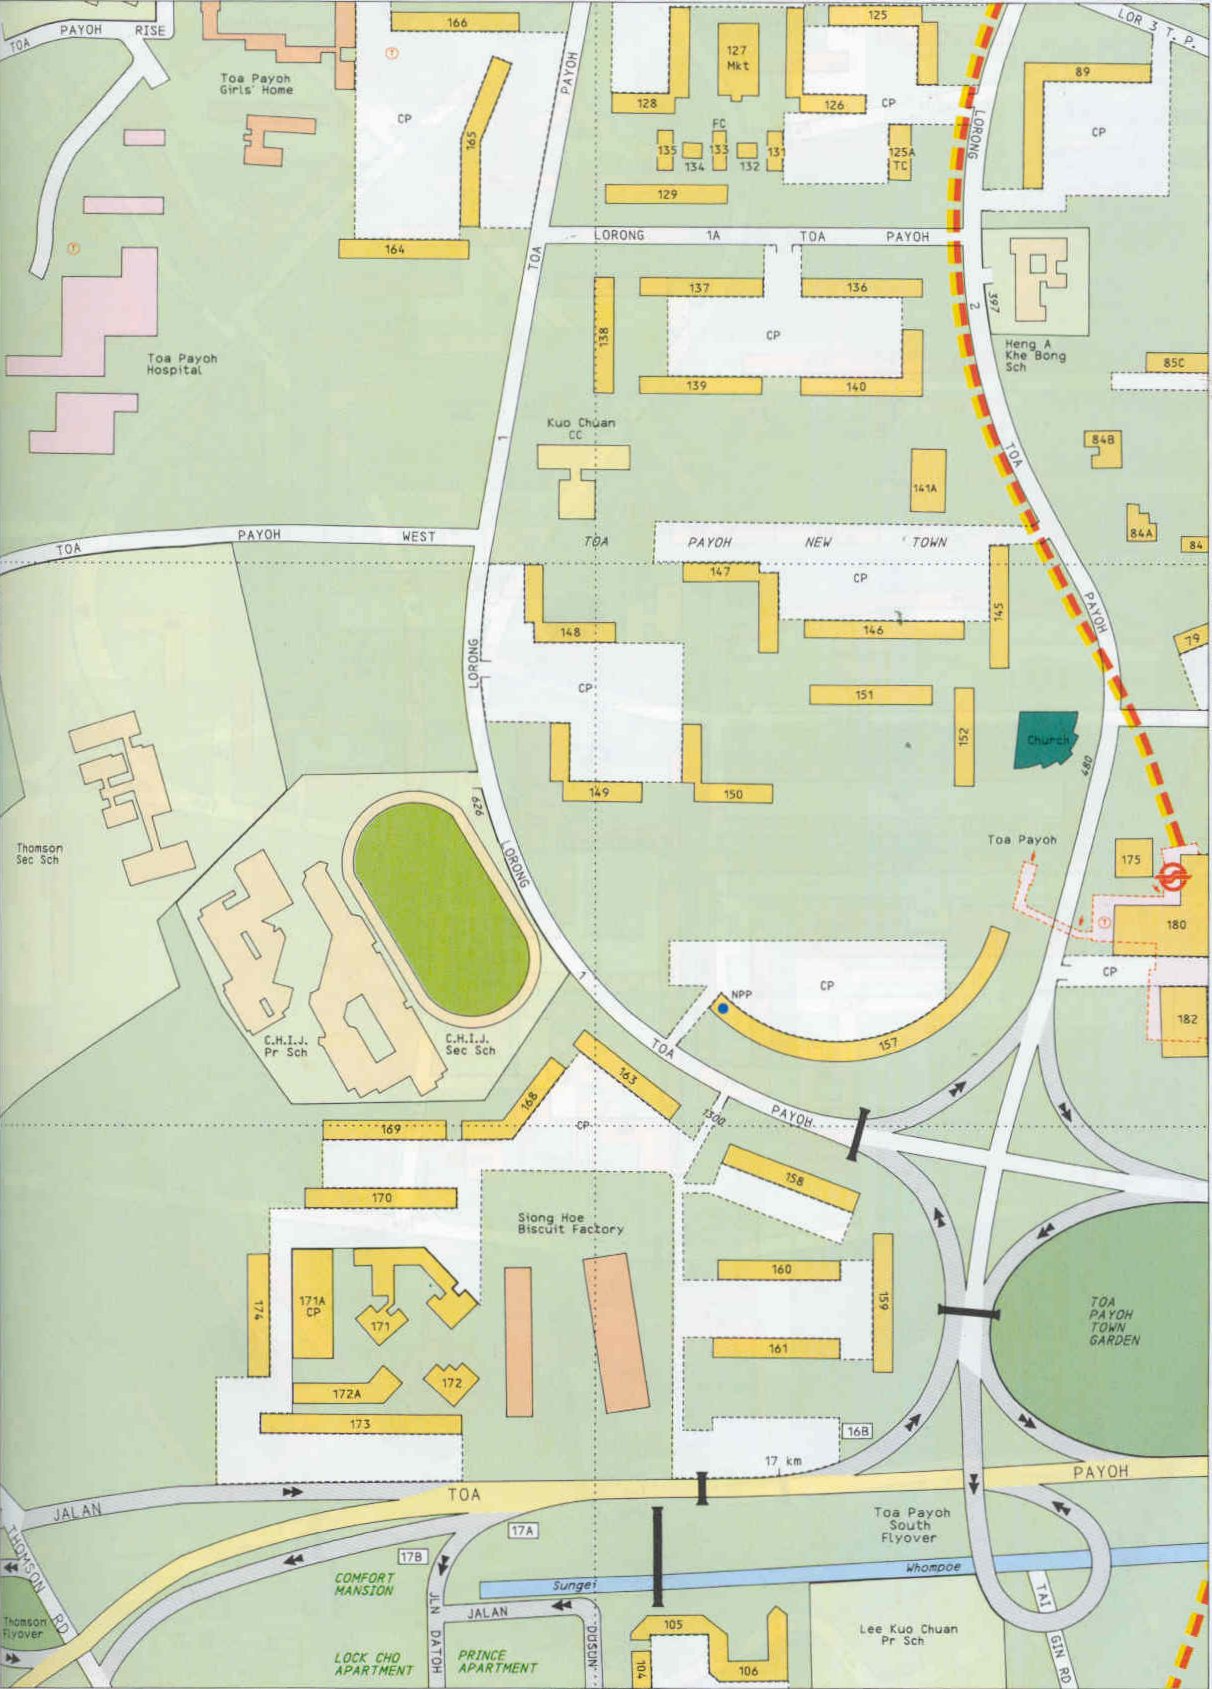 TOA PAYOH RISE
166
PAYOH
125
127
Mkt
LOR 3 T. P.
Toa Payoh
Girls' Home
CP
165
128
126
CP
89
CP
FC
135
134
133
132
131
125A
TC
LORONG
129
164
TOA
LORONG 1A TOA PAYOH
137
136
138
CP
2
397
Heng A
Khe Bong
Sch
Toa Payoh
Hospital
139
140
85C
Kuo Chuan
CC
1
TOA
84B
141A
84A
84
TOA PAYOH WEST
TOA PAYOH NEW TOWN
147
CP
145
PAYOH
148
146
79
LORONG
CP
151
152
Church
480
149
150
626
Thomson
Sec Sch
LORONG
Toa Payoh
175
180
CP
1
CP
NPP
182
C.H.I.J.
Pr Sch
C.H.I.J.
Sec Sch
TOA
157
163
168
PAYOH
1300
169
CP
158
170
Siong Hoe
Biscuit Factory
160
174
171A
CP
171
159
TOA
PAYOH
TOWN
GARDEN
161
172A
172
173
16B
17 km
PAYOH
TOA
JALAN
17A
Toa Payoh
South
Flyover
THOMSON RD
17B
COMFORT
MANSION
Sungei
Whompoe
JLN DATOH
JALAN
DUSUN
TAI GIN RD
Thomson
Flyover
105
Lee Kuo Chuan
Pr Sch
LOCK CHO
APARTMENT
PRINCE
APARTMENT
104
106